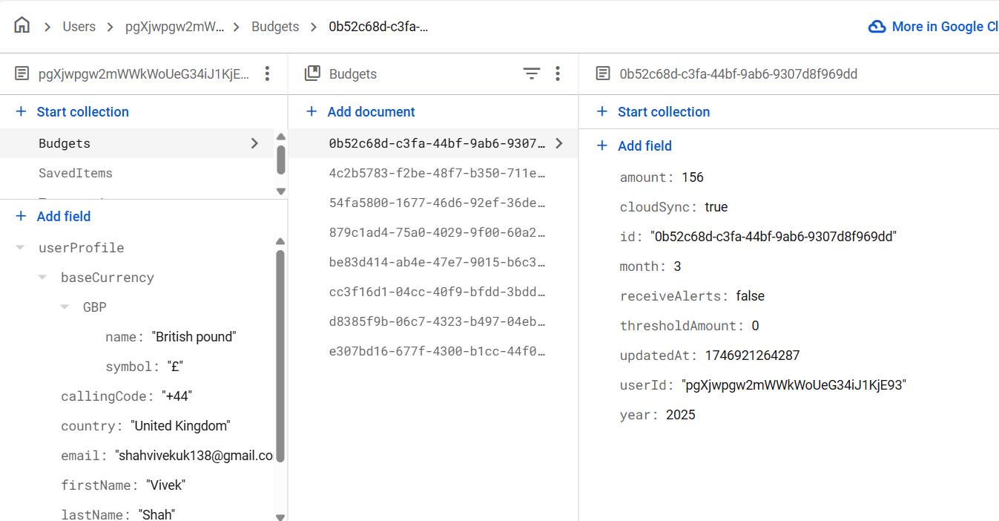 Users
pgXjwpgw2mW...
Budgets
0b52c68d-c3fa-...
More in Google Cl
pgXjwpgw2mWWkWoUeG34iJ1KjE...
Start collection
Budgets
SavedItems
Add field
userProfile
baseCurrency
GBP
name: "British pound"
symbol: "£"
callingCode: "+44"
country: "United Kingdom"
email: "shahvivekuk138@gmail.co
firstName: "Vivek"
lastName: "Shah"
Budgets
Add document
0b52c68d-c3fa-44bf-9ab6-9307…
4c2b5783-f2be-48f7-b350-711e…
54fa5800-1677-46d6-92ef-36de…
879c1ad4-75a0-4029-9f00-60a2…
be83d414-ab4e-47e7-9015-b6c3…
cc3f16d1-04cc-40f9-bfdd-3bdd…
d8385f9b-06c7-4323-b497-04eb…
e307bd16-677f-4300-b1cc-44f0…
0b52c68d-c3fa-44bf-9ab6-9307d8f969dd
Start collection
Add field
amount: 156
cloudSync: true
id: "0b52c68d-c3fa-44bf-9ab6-9307d8f969dd"
month: 3
receiveAlerts: false
thresholdAmount: 0
updatedAt: 1746921264287
userId: "pgXjwpgw2mWWkWoUeG34iJ1KjE93"
year: 2025